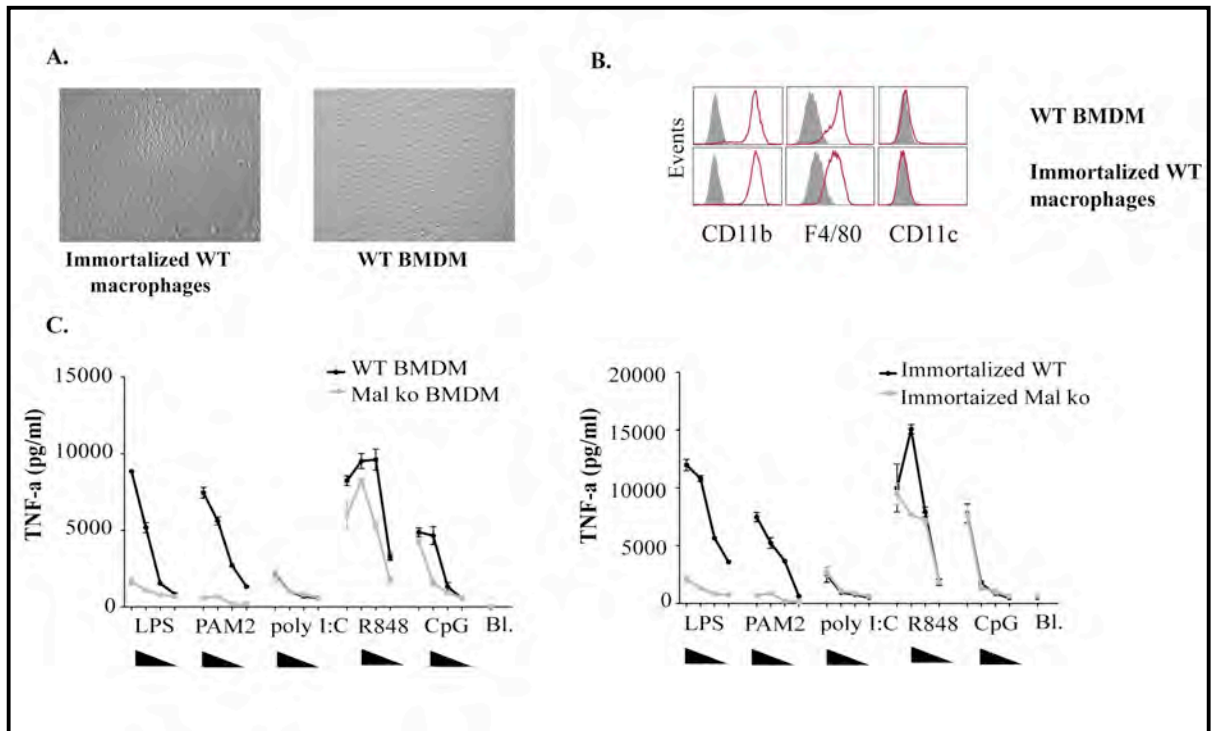 A.
Immortalized WT
macrophages
WT BMDM
B.
Events
CD11b
F4/80
CD11c
WT BMDM
Immortalized WT
macrophages
C.
TNF-a (pg/ml)
15000
10000
5000
0
WT BMDM
Mal ko BMDM
LPS PAM2 poly I:C R848 CpG Bl.
TNF-a (pg/ml)
20000
15000
10000
5000
0
Immortalized WT
Immortaized Mal ko
LPS PAM2 poly I:C R848 CpG Bl.